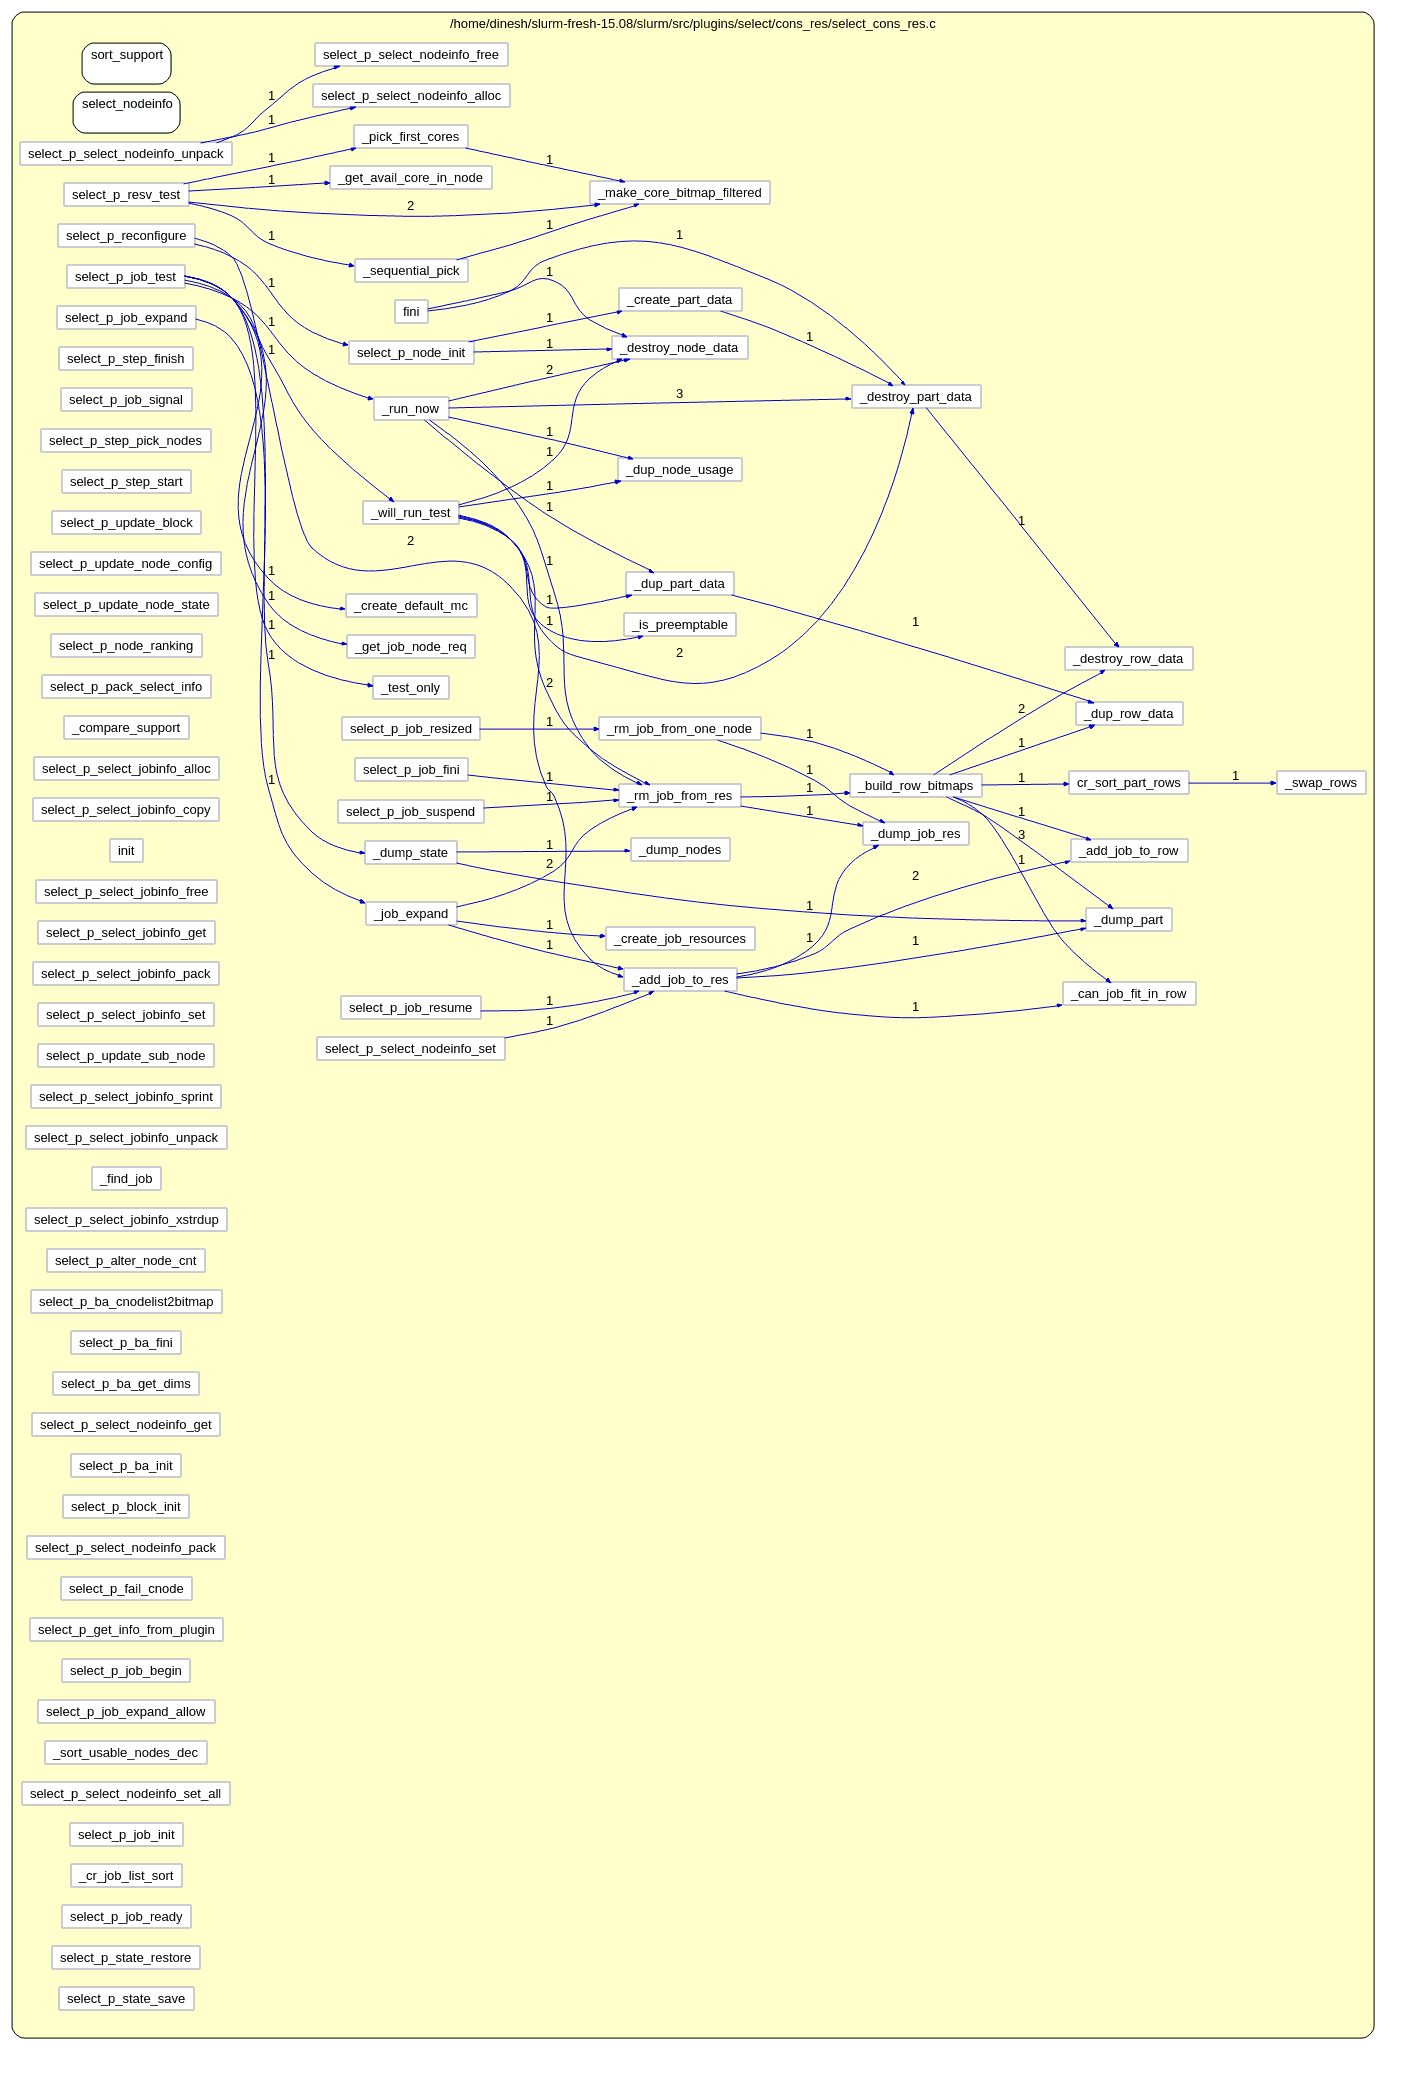 /home/dinesh/slurm-fresh-15.08/slurm/src/plugins/select/cons_res/select_cons_res.c
sort_support
select_nodeinfo
select_p_select_nodeinfo_unpack
select_p_resv_test
select_p_reconfigure
select_p_job_test
select_p_job_expand
select_p_step_finish
select_p_job_signal
select_p_step_pick_nodes
select_p_step_start
select_p_update_block
select_p_update_node_config
select_p_update_node_state
select_p_node_ranking
select_p_pack_select_info
_compare_support
select_p_select_jobinfo_alloc
select_p_select_jobinfo_copy
init
select_p_select_jobinfo_free
select_p_select_jobinfo_get
select_p_select_jobinfo_pack
select_p_select_jobinfo_set
select_p_update_sub_node
select_p_select_jobinfo_sprint
select_p_select_jobinfo_unpack
_find_job
select_p_select_jobinfo_xstrdup
select_p_alter_node_cnt
select_p_ba_cnodelist2bitmap
select_p_ba_fini
select_p_ba_get_dims
select_p_select_nodeinfo_get
select_p_ba_init
select_p_block_init
select_p_select_nodeinfo_pack
select_p_fail_cnode
select_p_get_info_from_plugin
select_p_job_begin
select_p_job_expand_allow
_sort_usable_nodes_dec
select_p_select_nodeinfo_set_all
select_p_job_init
_cr_job_list_sort
select_p_job_ready
select_p_state_restore
select_p_state_save
1
1
1
1
2
1
1
1
1
1
1
1
1
1
select_p_select_nodeinfo_free
select_p_select_nodeinfo_alloc
_pick_first_cores
_get_avail_core_in_node
_sequential_pick
fini
select_p_node_init
_run_now
_will_run_test
2
_create_default_mc
_get_job_node_req
_test_only
select_p_job_resized
select_p_job_fini
select_p_job_suspend
_dump_state
_job_expand
select_p_job_resume
select_p_select_nodeinfo_set
1
1
1
1
1
2
1
1
1
1
1
1
1
2
1
1
1
1
2
1
1
1
1
_make_core_bitmap_filtered
1
_create_part_data
_destroy_node_data
3
_dup_node_usage
_dup_part_data
_is_preemptable
2
_rm_job_from_one_node
_rm_job_from_res
_dump_nodes
_create_job_resources
_add_job_to_res
1
1
1
1
1
1
1
_destroy_part_data
1
_build_row_bitmaps
_dump_job_res
2
1
1
1
2
1
1
1
3
1
_destroy_row_data
_dup_row_data
cr_sort_part_rows
_add_job_to_row
_dump_part
_can_job_fit_in_row
1
_swap_rows